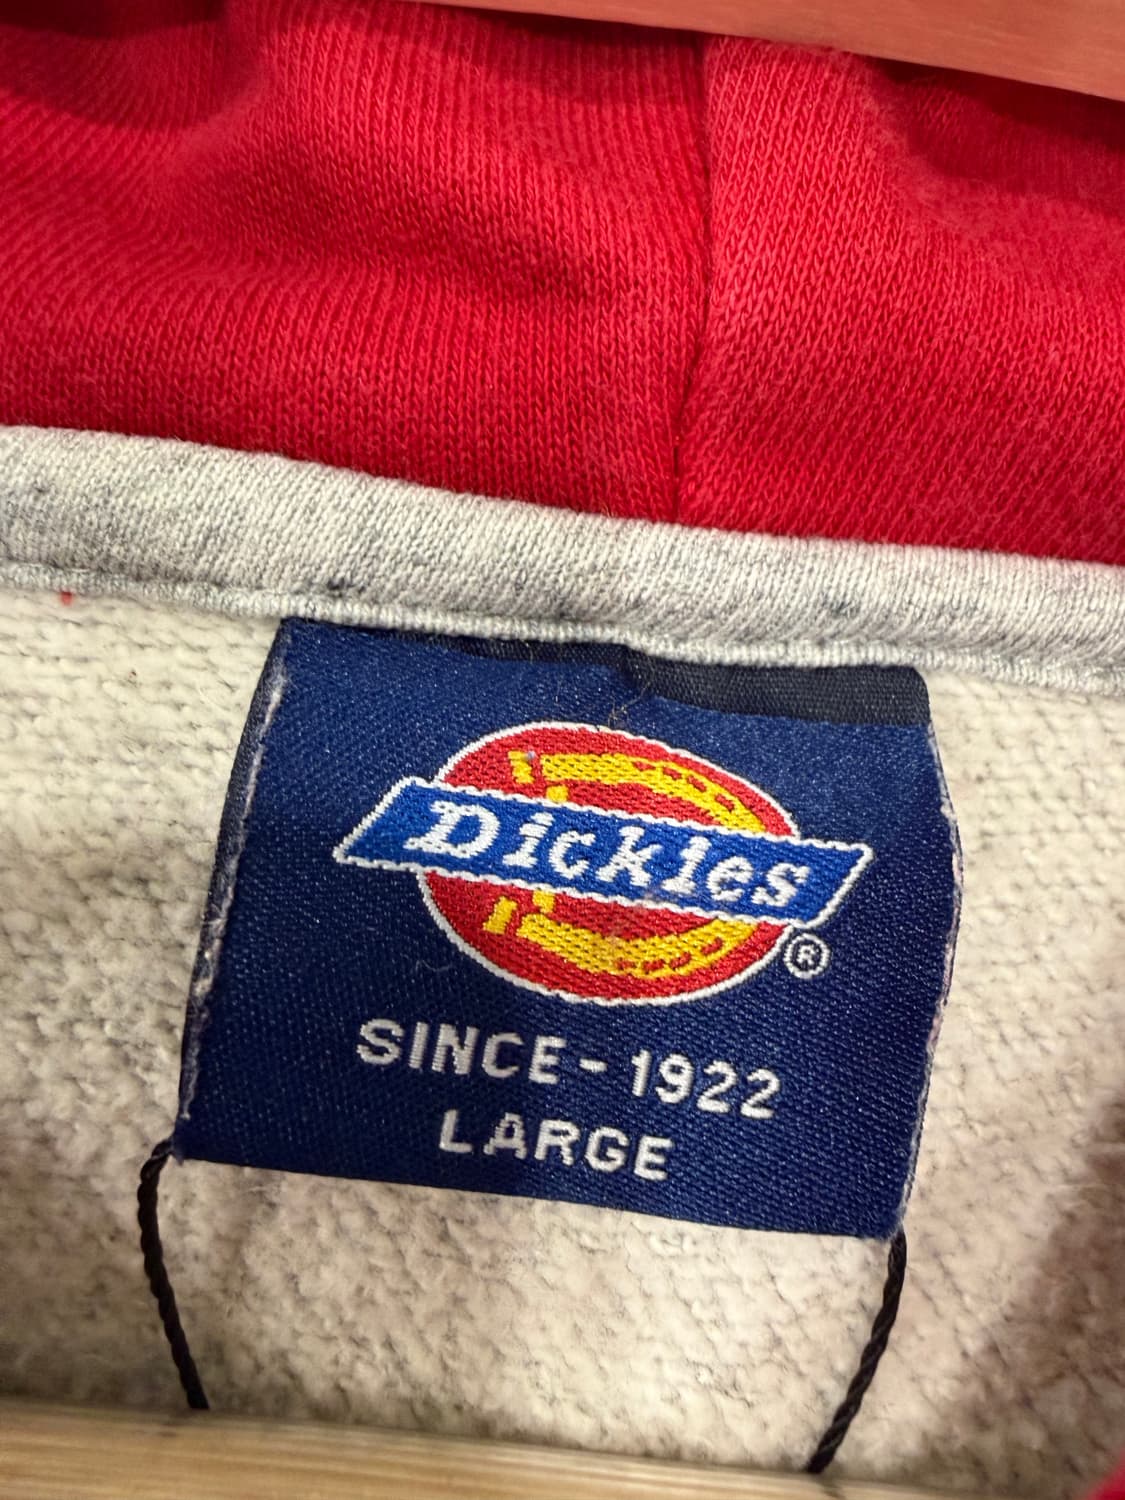 Dickies
®
SINCE - 1922
LARGE